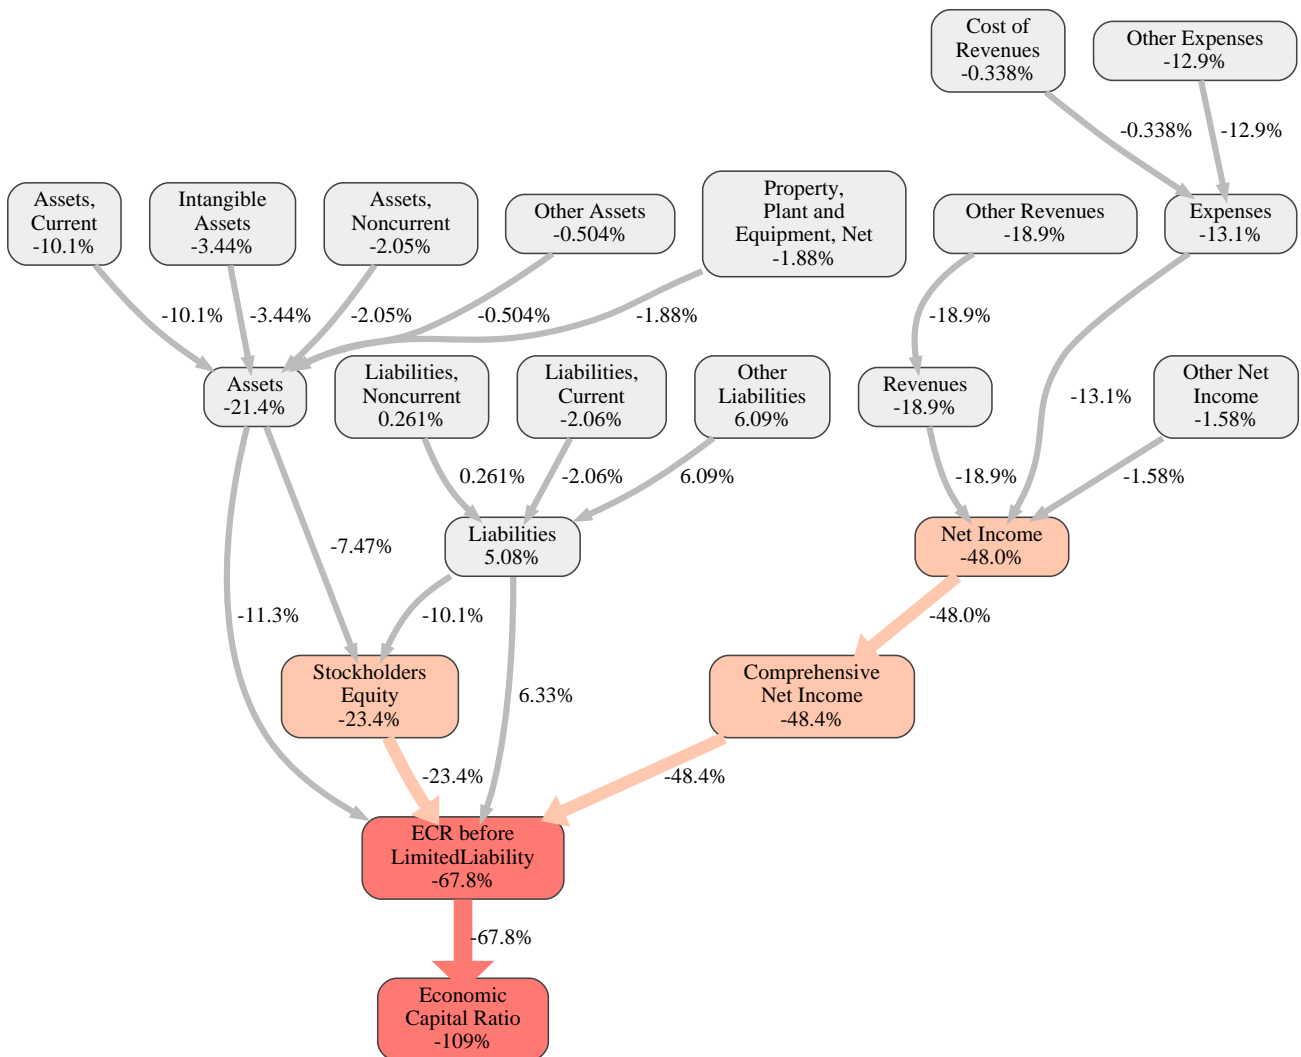 Cost of
Revenues
-0.338%
Other Expenses
-12.9%
-0.338%
-12.9%
Assets,
Current
-10.1%
Intangible
Assets
-3.44%
Assets,
Noncurrent
-2.05%
Other Assets
-0.504%
Property,
Plant and
Equipment, Net
-1.88%
Other Revenues
-18.9%
Expenses
-13.1%
-10.1%
-3.44%
-2.05%
-0.504%
-1.88%
-18.9%
Assets
-21.4%
Liabilities,
Noncurrent
0.261%
Liabilities,
Current
-2.06%
Other
Liabilities
6.09%
Revenues
-18.9%
-13.1%
Other Net
Income
-1.58%
0.261%
-2.06%
6.09%
-18.9%
-1.58%
-7.47%
Liabilities
5.08%
Net Income
-48.0%
-11.3%
-10.1%
-48.0%
Stockholders
Equity
-23.4%
6.33%
Comprehensive
Net Income
-48.4%
-23.4%
-48.4%
ECR before
LimitedLiability
-67.8%
-67.8%
Economic
Capital Ratio
-109%